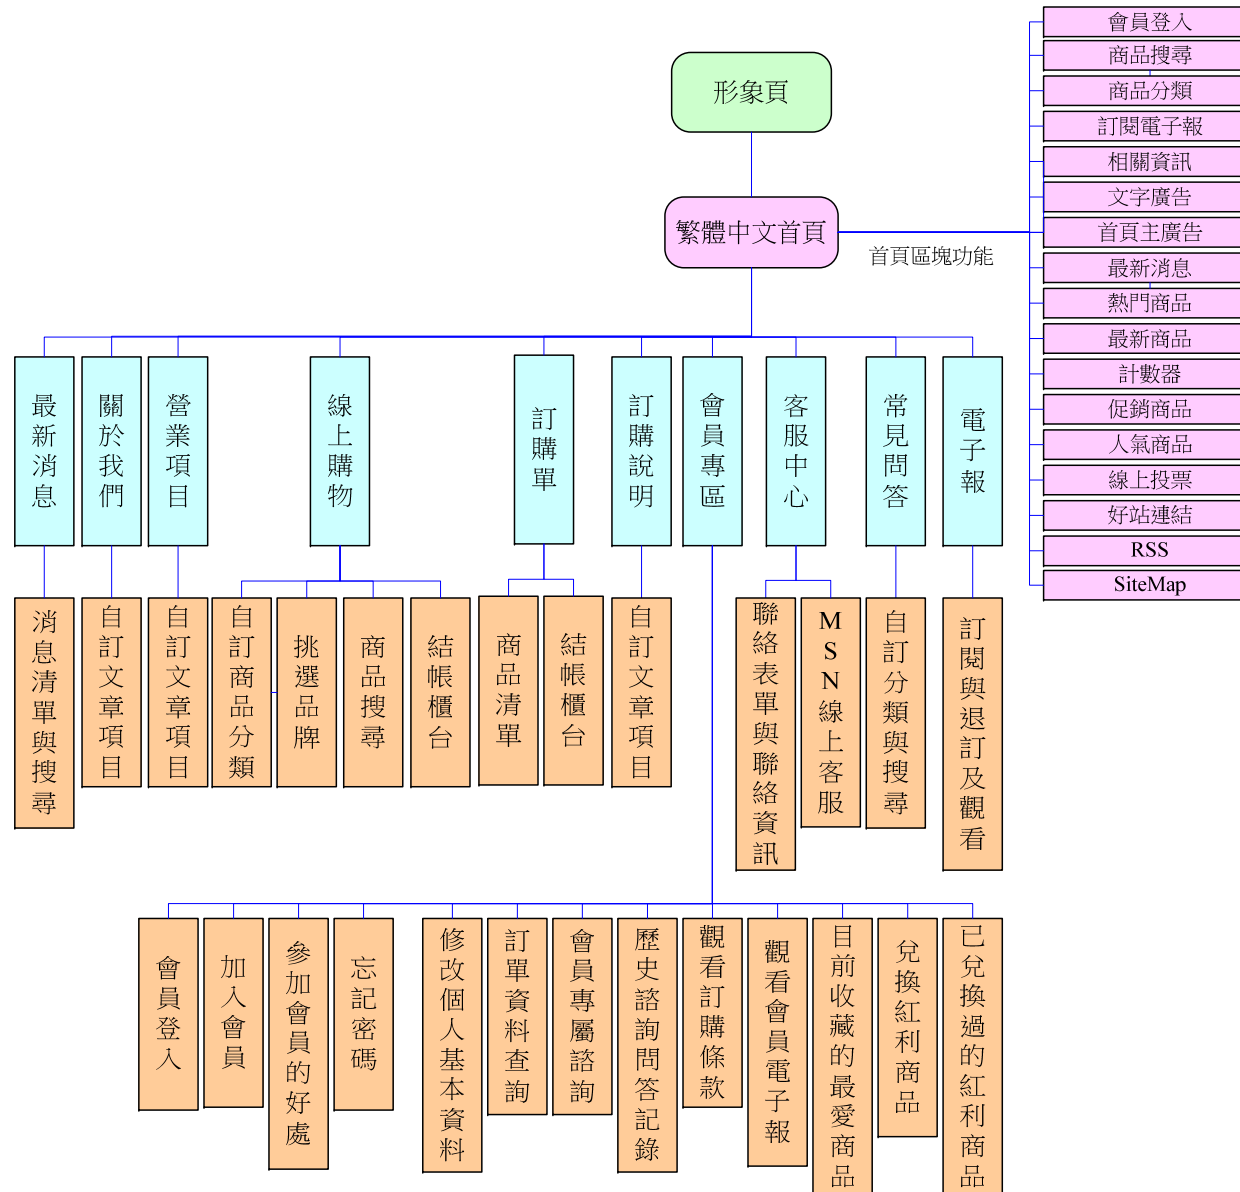 形象頁
繁體中文首頁
首頁區塊功能
會員登入
商品搜尋
商品分類
訂閱電子報
相關資訊
文字廣告
首頁主廣告
最新消息
熱門商品
最新商品
計數器
促銷商品
人氣商品
線上投票
好站連結
RSS
SiteMap
最新消息
關於我們
營業項目
線上購物
訂購單
訂購說明
會員專區
客服中心
常見問答
電子報
消息清單與搜尋
自訂文章項目
自訂文章項目
自訂商品分類
挑選品牌
商品搜尋
結帳櫃台
商品清單
結帳櫃台
自訂文章項目
聯絡表單與聯絡資訊
MSN線上客服
自訂分類與搜尋
訂閱與退訂及觀看
會員登入
加入會員
參加會員的好處
忘記密碼
修改個人基本資料
訂單資料查詢
會員專屬諮詢
歷史諮詢問答記錄
觀看訂購條款
觀看會員電子報
目前收藏的最愛商品
兌換紅利商品
已兌換過的紅利商品